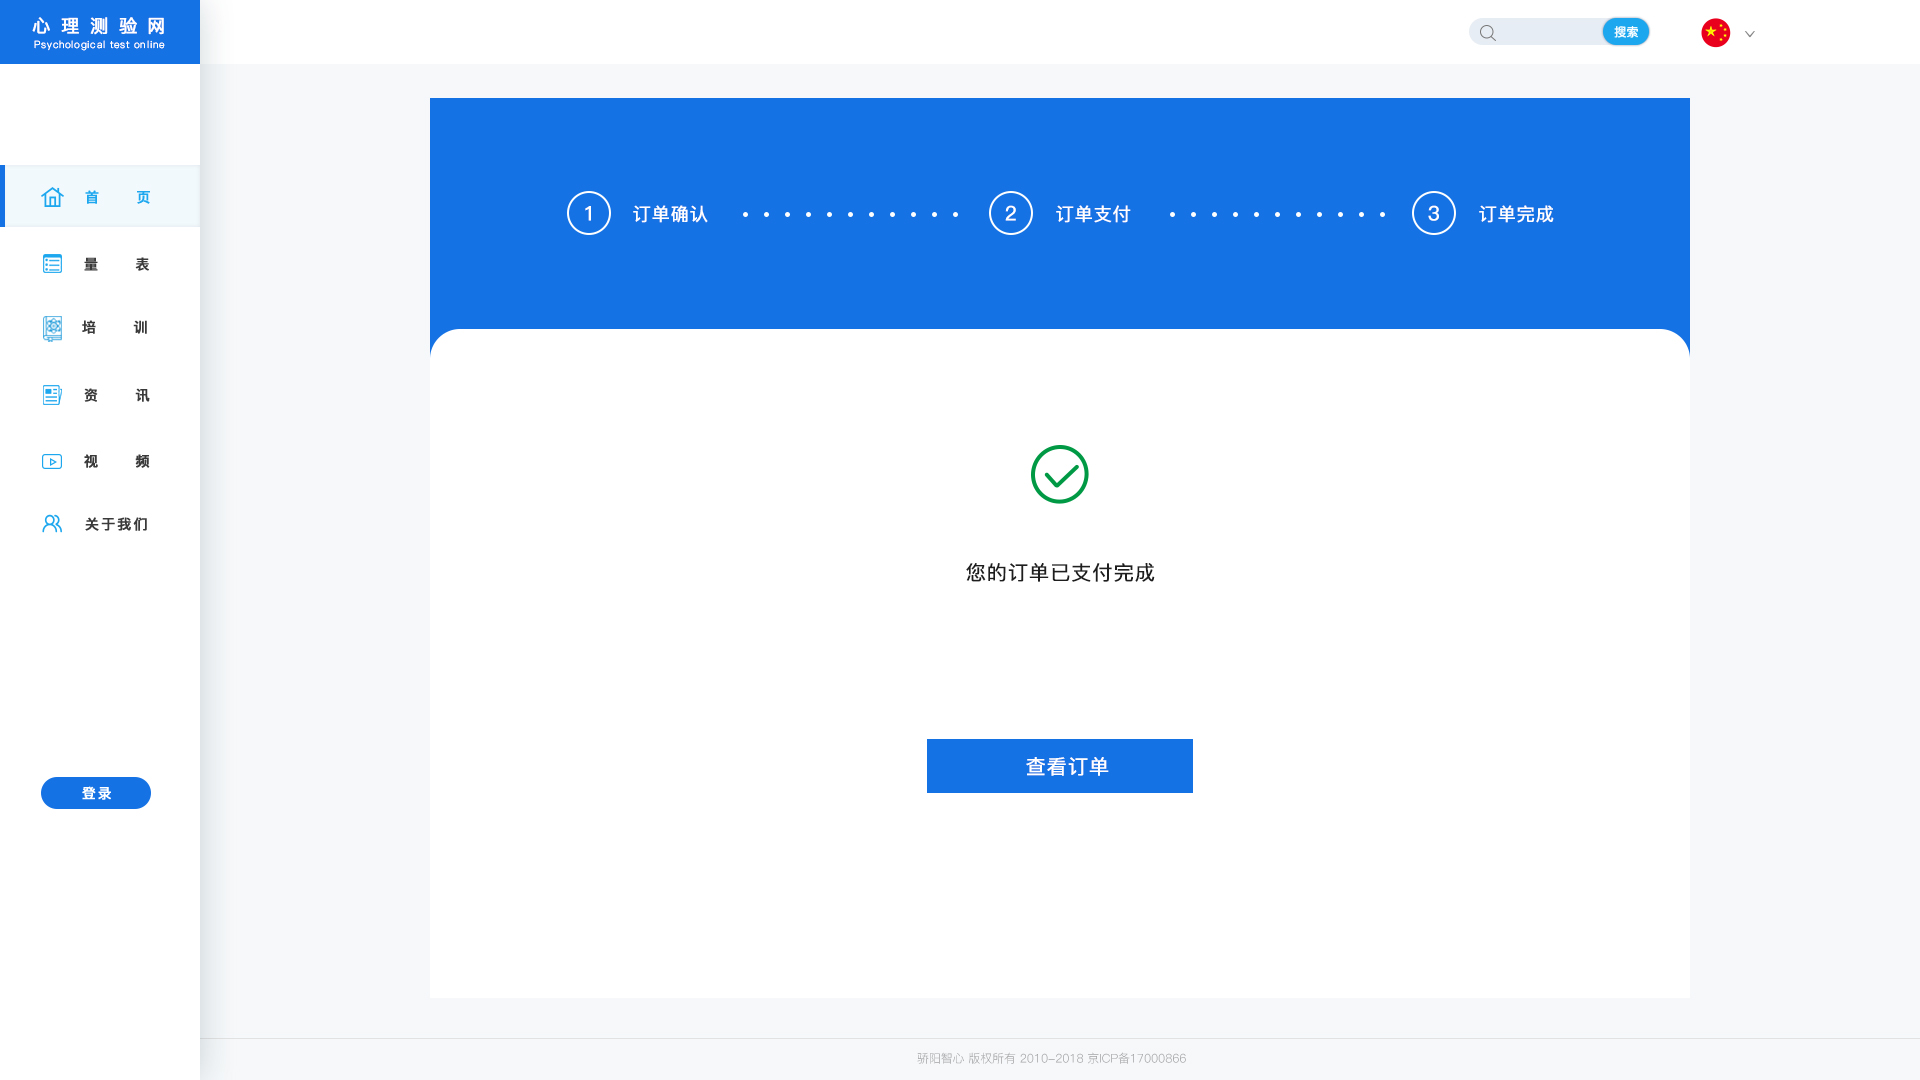 心理测验网
Psychological test online
搜索
首页
量表
培训
资讯
视频
关于我们
登录
1 订单确认
2 订单支付
3 订单完成
您的订单已支付完成
查看订单
骄阳智心 版权所有 2010-2018 京ICP备17000866